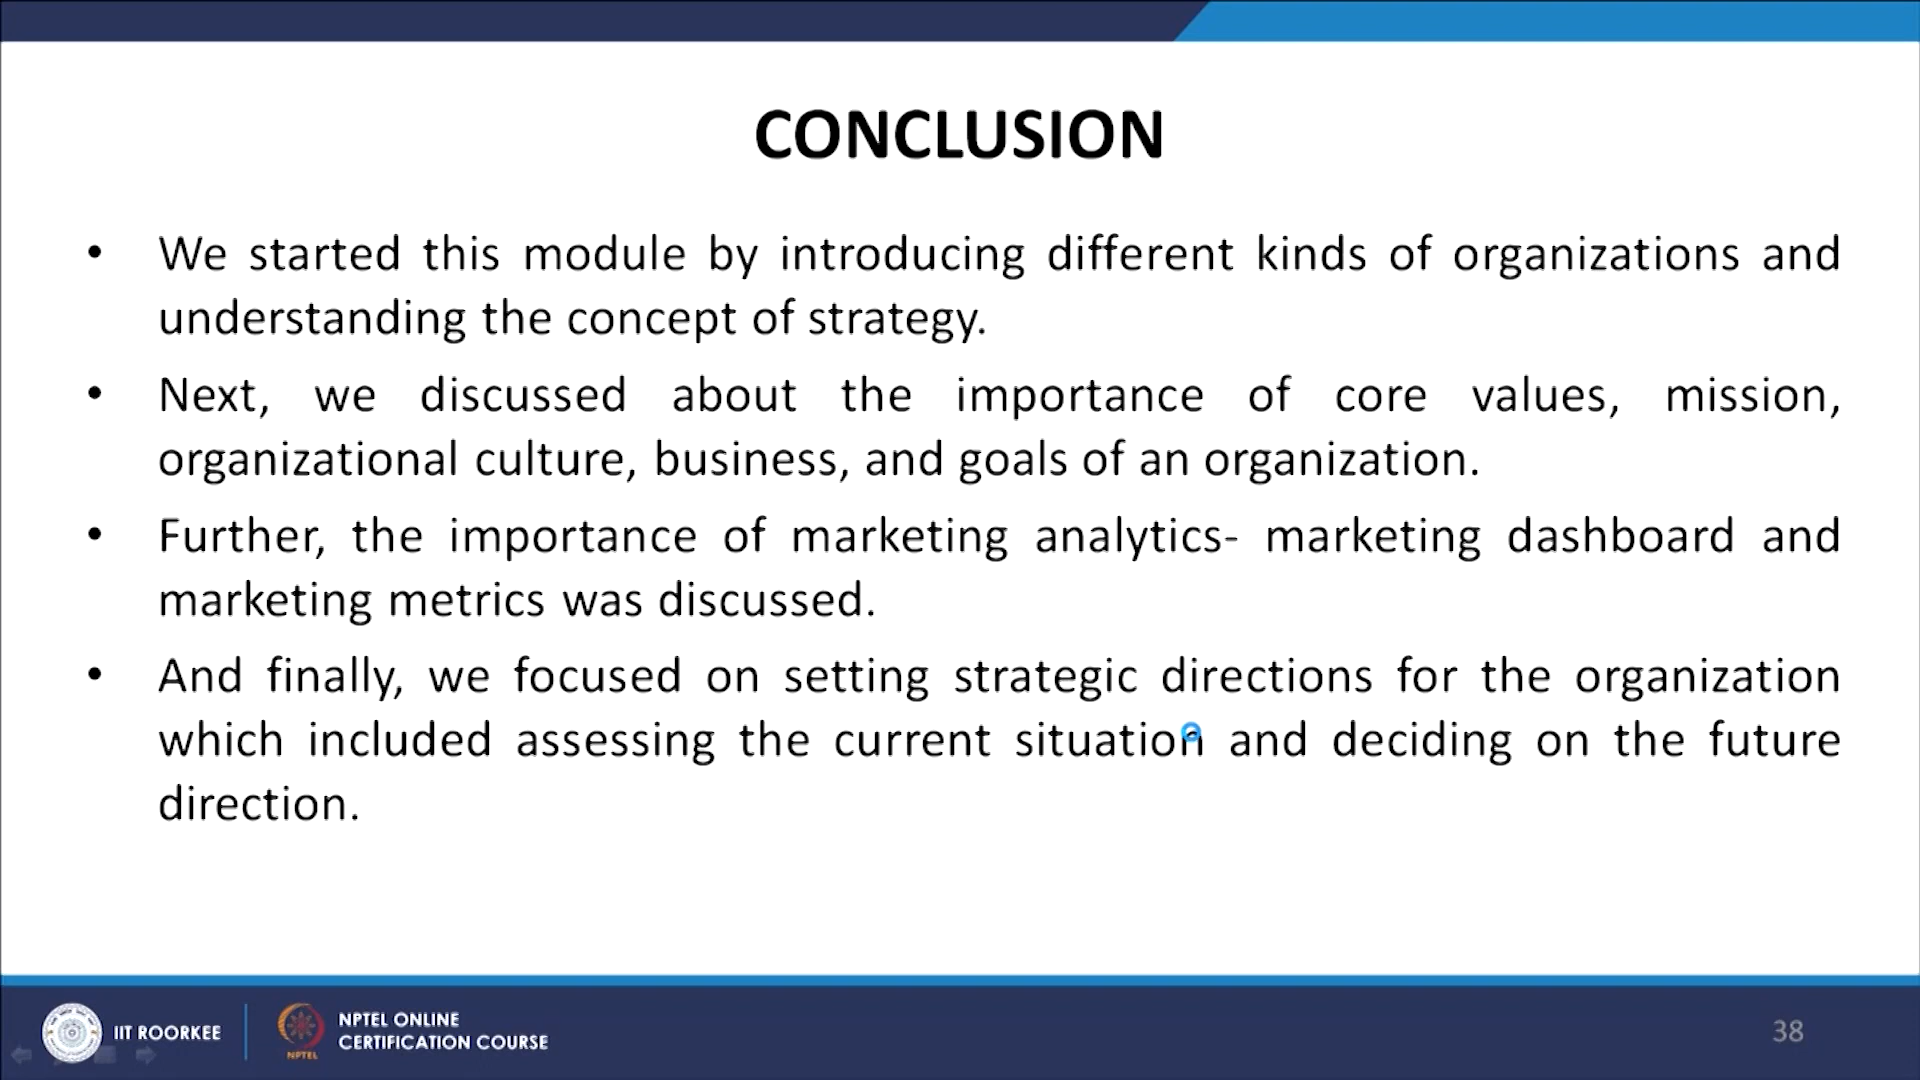 CONCLUSION
• We started this module by introducing different kinds of organizations and
understanding the concept of strategy.
• Next, we discussed about the importance of core values, mission,
organizational culture, business, and goals of an organization.
• Further, the importance of marketing analytics- marketing dashboard and
marketing metrics was discussed.
• And finally, we focused on setting strategic directions for the organization
which included assessing the current situation and deciding on the future
direction.
IIT ROORKEE
NPTEL
NPTEL ONLINE
CERTIFICATION COURSE
38